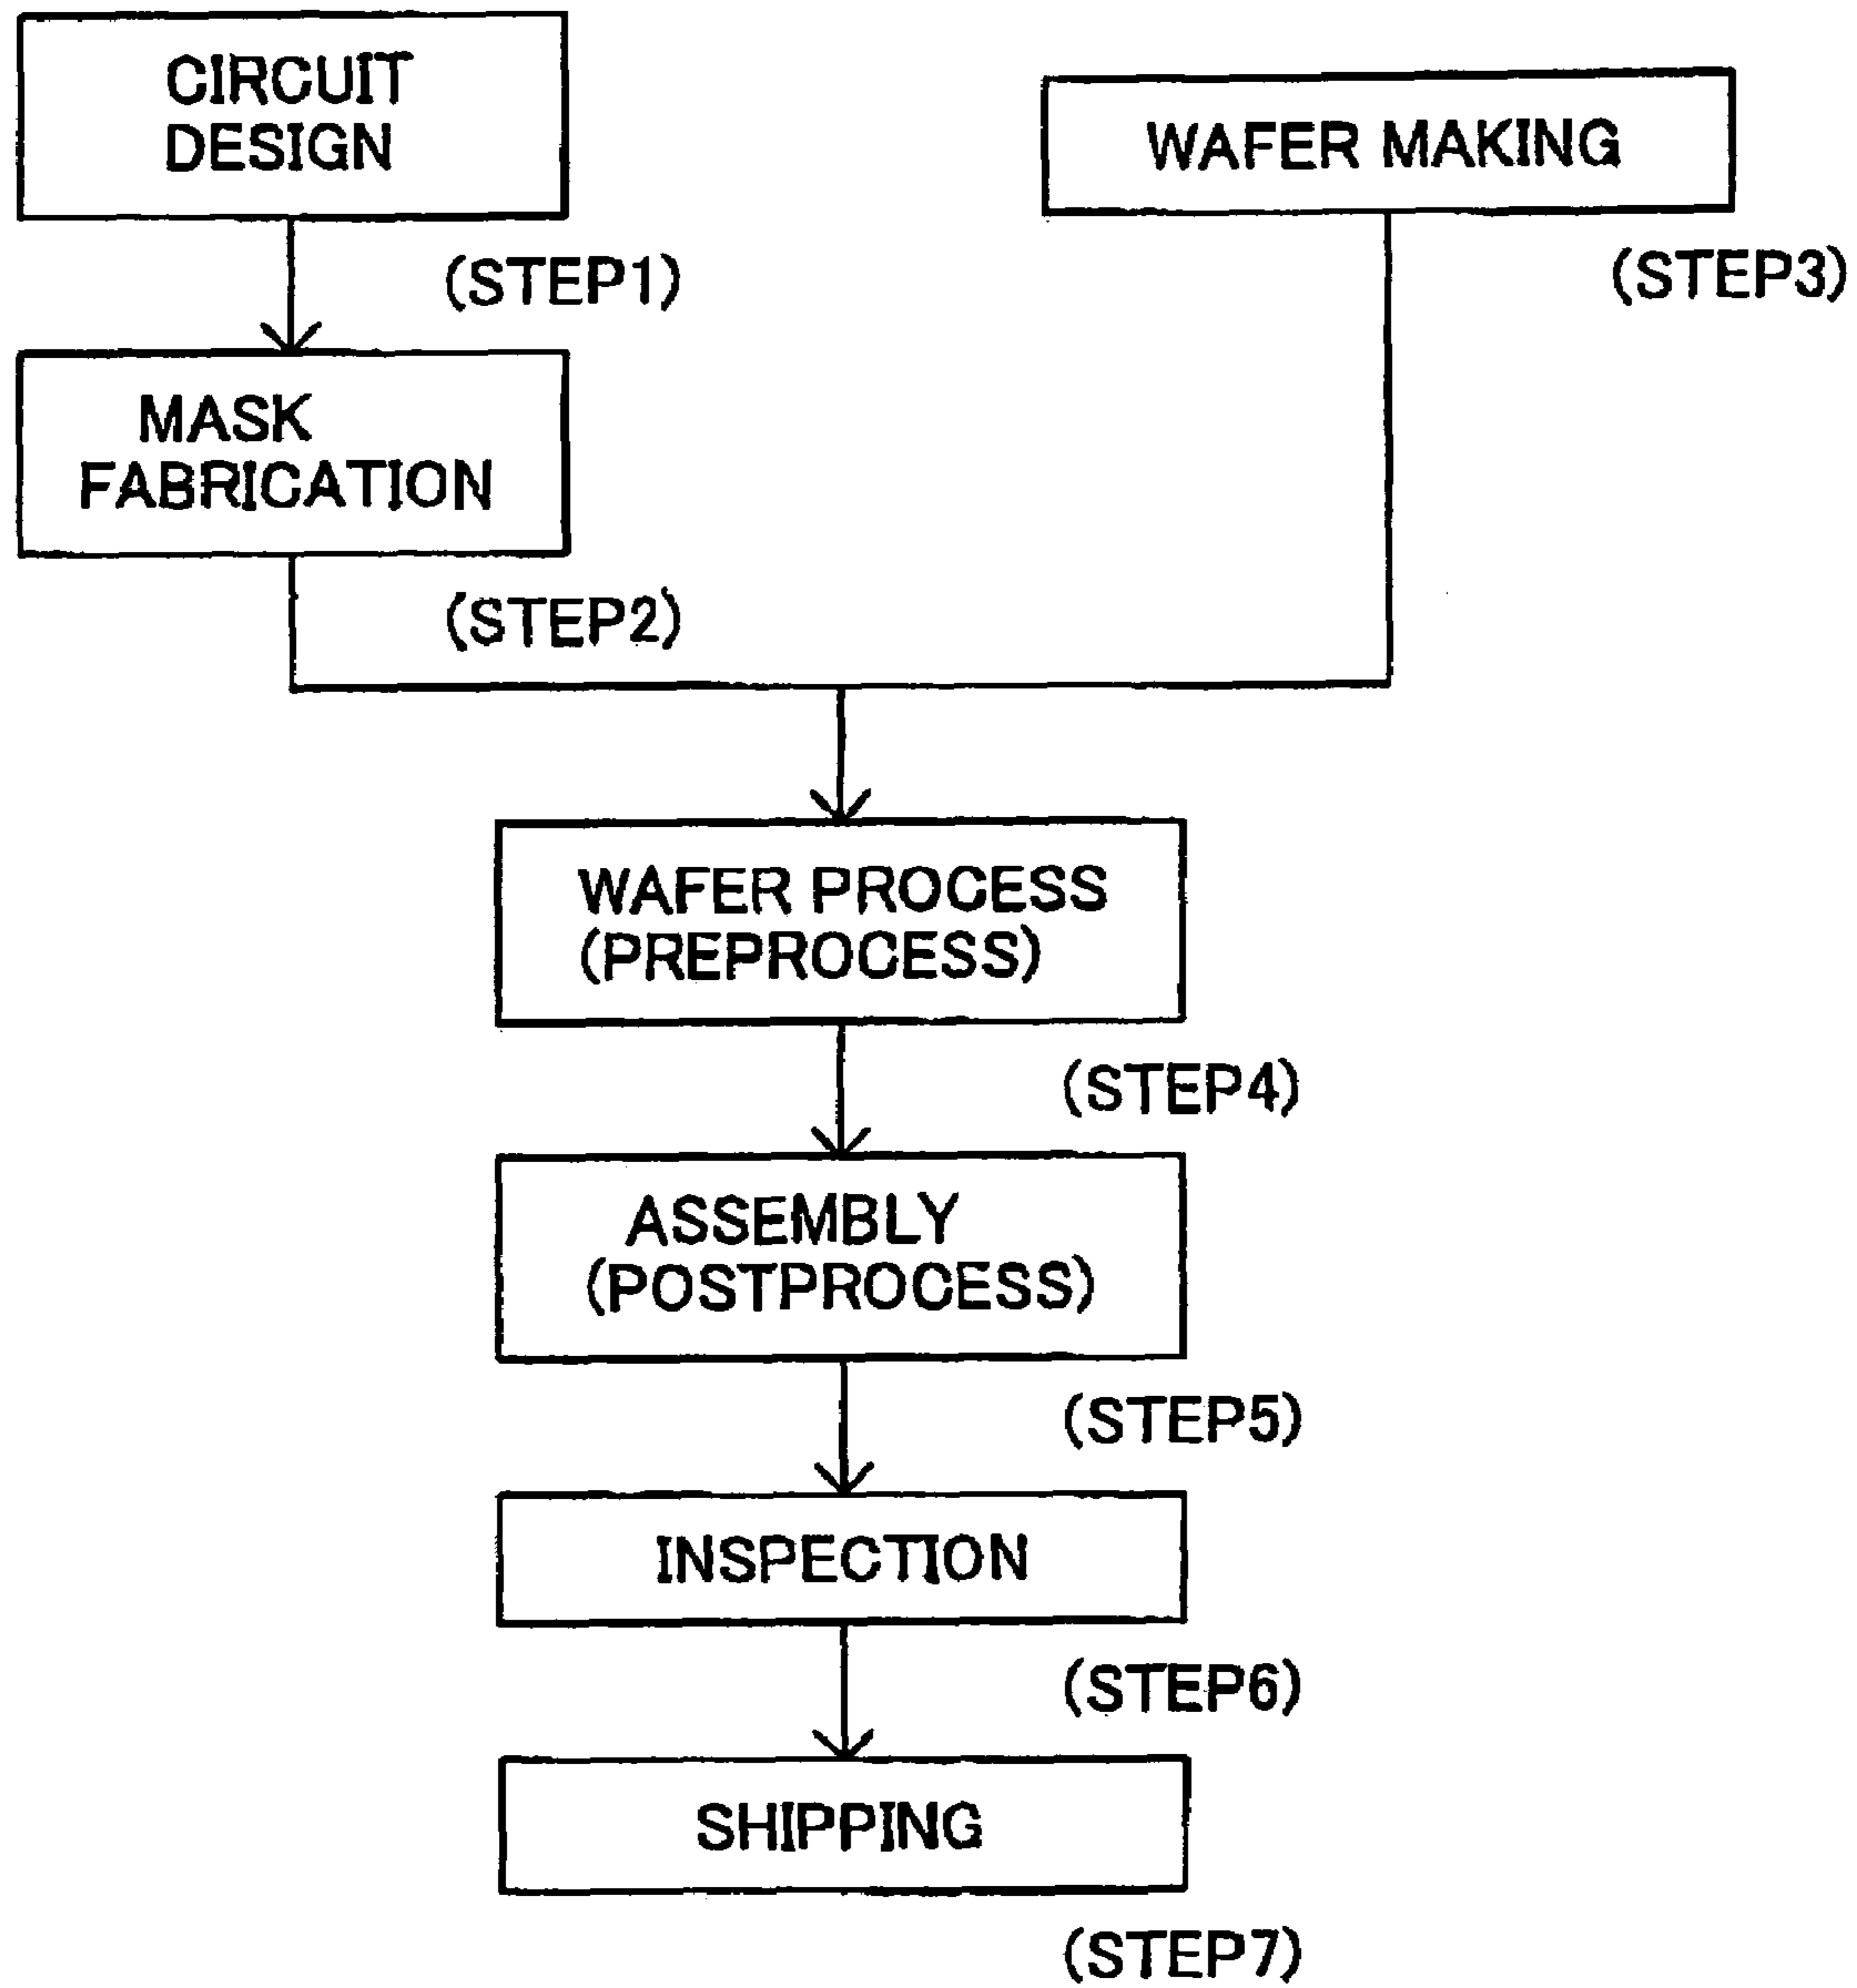 CIRCUIT
DESIGN
(STEP1)
MASK
FABRICATION
(STEP2)
WAFER MAKING
(STEP3)
WAFER PROCESS
(PREPROCESS)
(STEP4)
ASSEMBLY
(POSTPROCESS)
(STEP5)
INSPECTION
(STEP6)
SHIPPING
(STEP7)